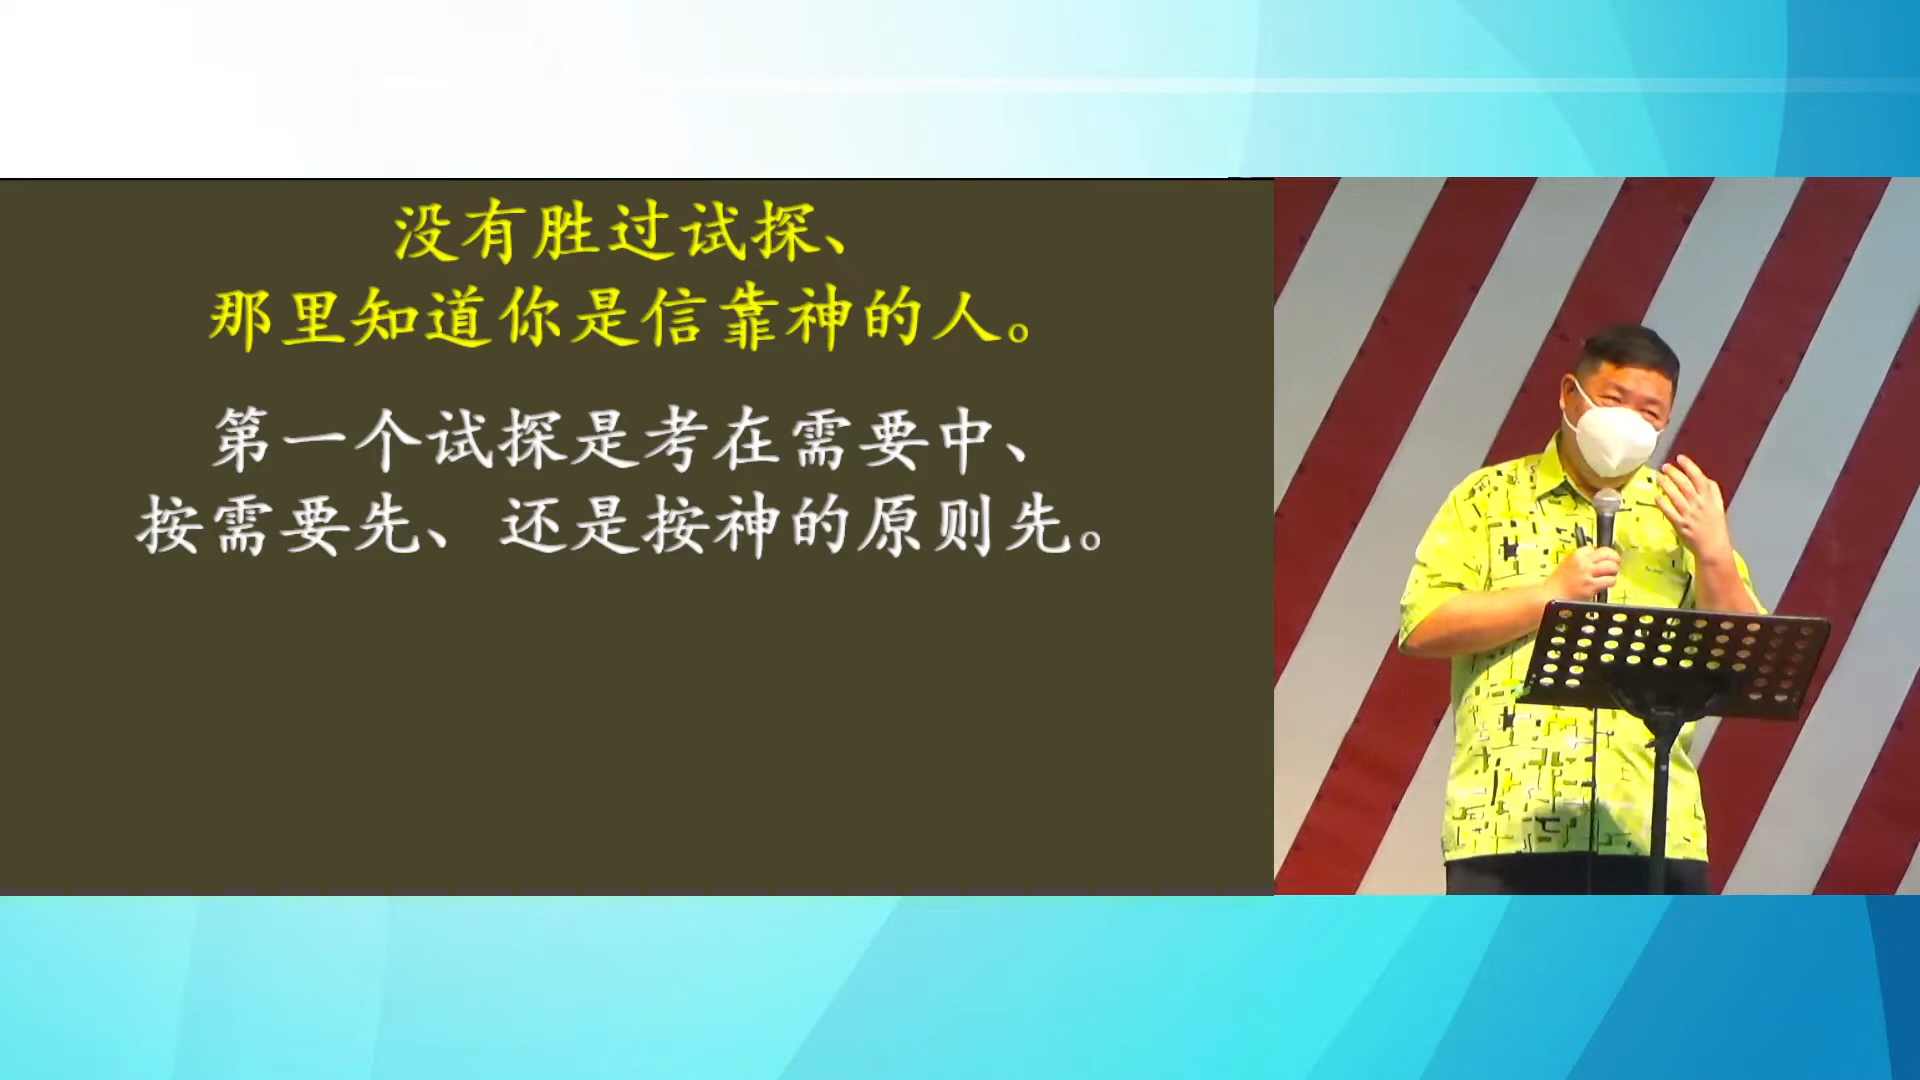 没有胜过试探、
那里知道你是信靠神的人。
第一个试探是考在需要中、
按需要先、还是按神的原则先。